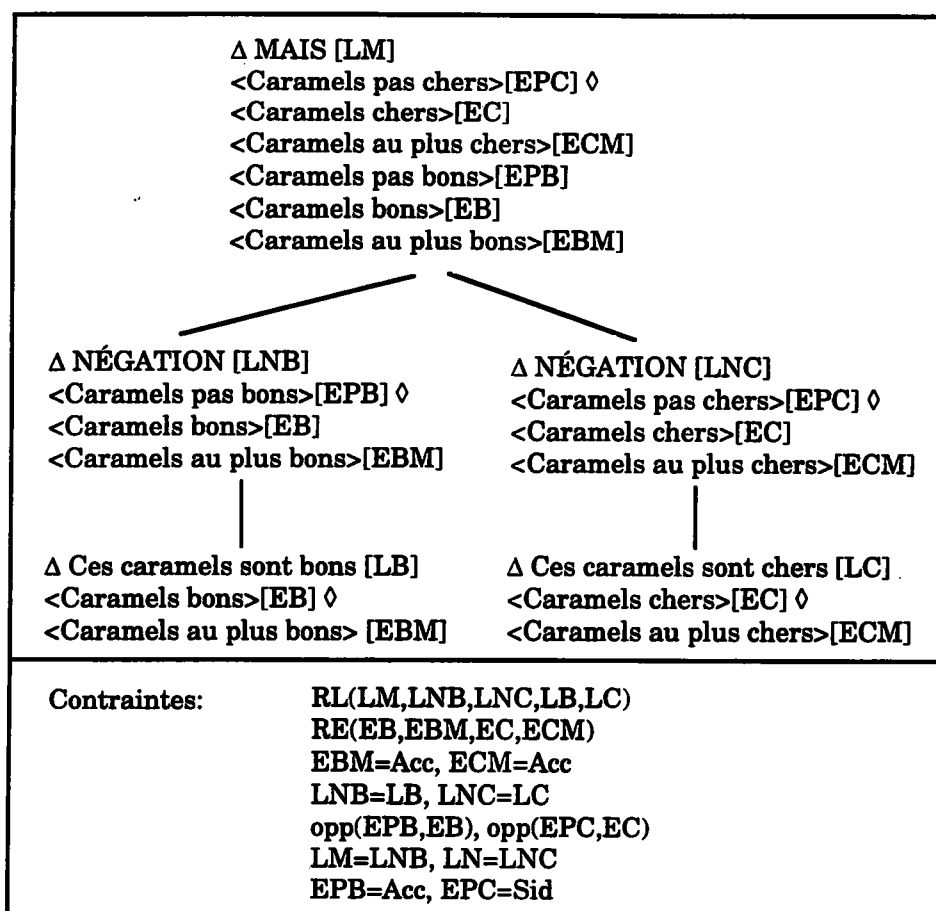 Δ MAIS [LM]
<Caramels pas chers>[EPC] ◊
<Caramels chers>[EC]
<Caramels au plus chers>[ECM]
<Caramels pas bons>[EPB]
<Caramels bons>[EB]
<Caramels au plus bons>[EBM]
Δ NÉGATION [LNB]
<Caramels pas bons>[EPB] ◊
<Caramels bons>[EB]
<Caramels au plus bons>[EBM]
Δ NÉGATION [LNC]
<Caramels pas chers>[EPC] ◊
<Caramels chers>[EC]
<Caramels au plus chers>[ECM]
Δ Ces caramels sont bons [LB]
<Caramels bons>[EB] ◊
<Caramels au plus bons> [EBM]
Δ Ces caramels sont chers [LC]
<Caramels chers>[EC] ◊
<Caramels au plus chers>[ECM]
Contraintes: RL(LM,LNB,LNC,LB,LC)
RE(EB,EBM,EC,ECM)
EBM=Acc, ECM=Acc
LNB=LB, LNC=LC
opp(EPB,EB), opp(EPC,EC)
LM=LNB, LN=LNC
EPB=Acc, EPC=Sid